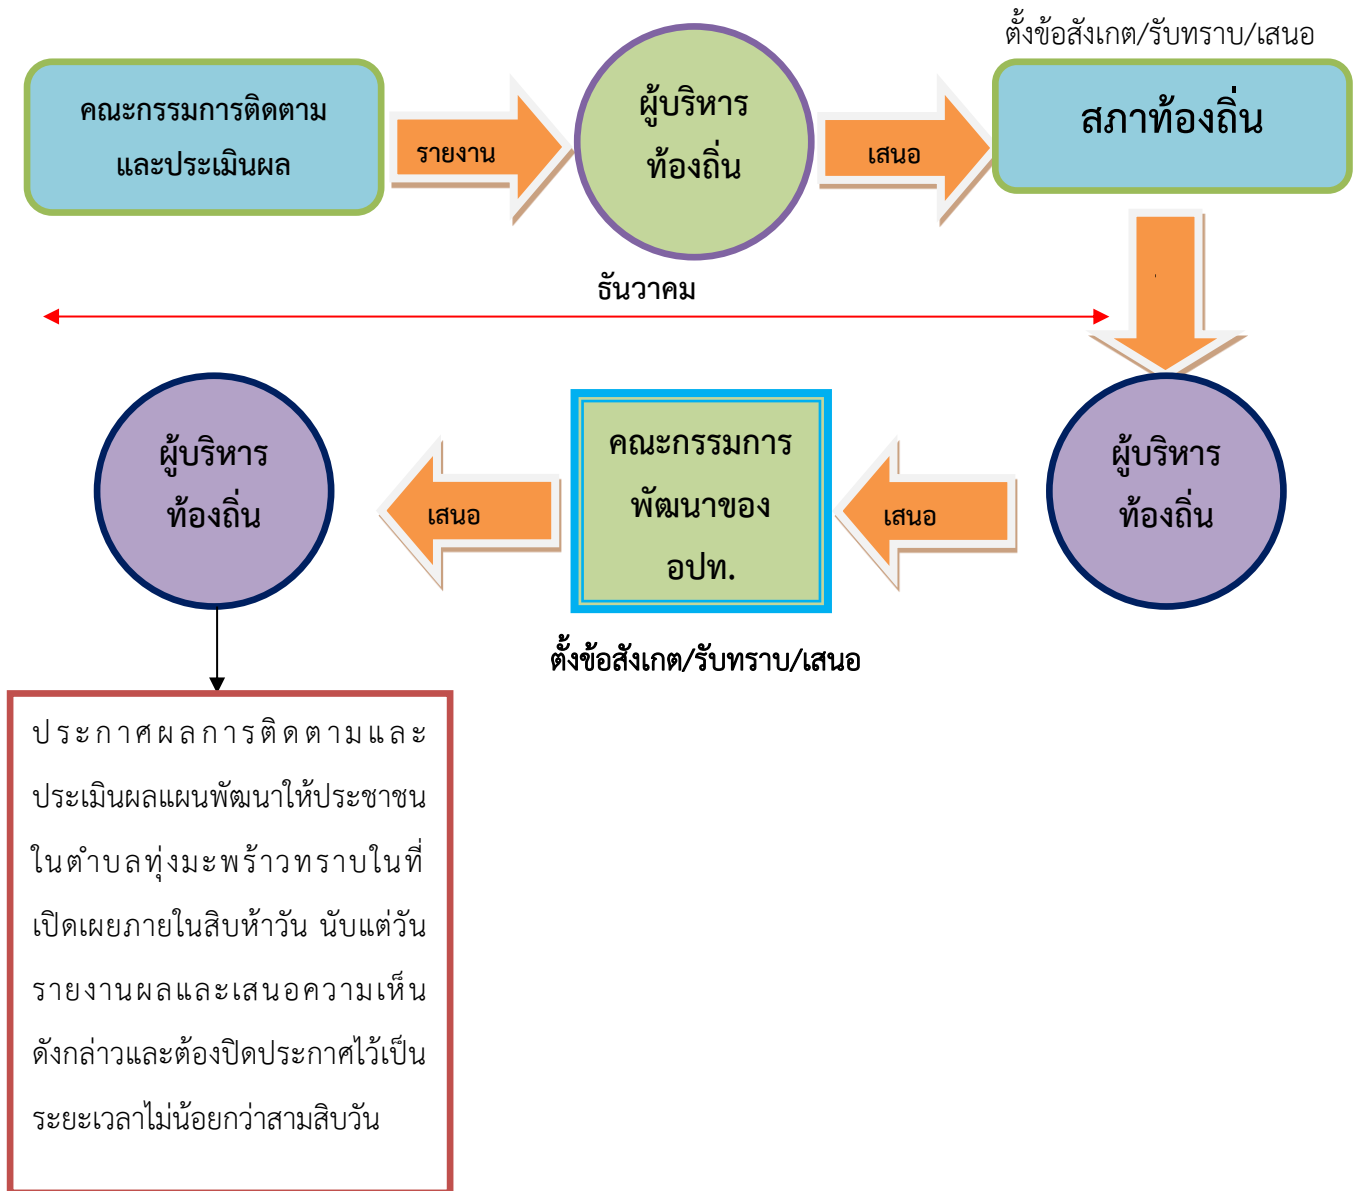 ตั้งข้อสังเกต/รับทราบ/เสนอ
คณะกรรมการติดตาม
และประเมินผล
รายงาน
ผู้บริหาร
ท้องถิ่น
เสนอ
สภาท้องถิ่น
ธันวาคม
ผู้บริหาร
ท้องถิ่น
เสนอ
คณะกรรมการ
พัฒนาของ
อปท.
เสนอ
ผู้บริหาร
ท้องถิ่น
ตั้งข้อสังเกต/รับทราบ/เสนอ
ประกาศผลการติดตามและ
ประเมินผลแผนพัฒนาให้ประชาชน
ในตำบลทุ่งมะพร้าวทราบในที่
เปิดเผยภายในสิบห้าวัน นับแต่วัน
รายงานผลและเสนอความเห็น
ดังกล่าวและต้องปิดประกาศไว้เป็น
ระยะเวลาไม่น้อยกว่าสามสิบวัน